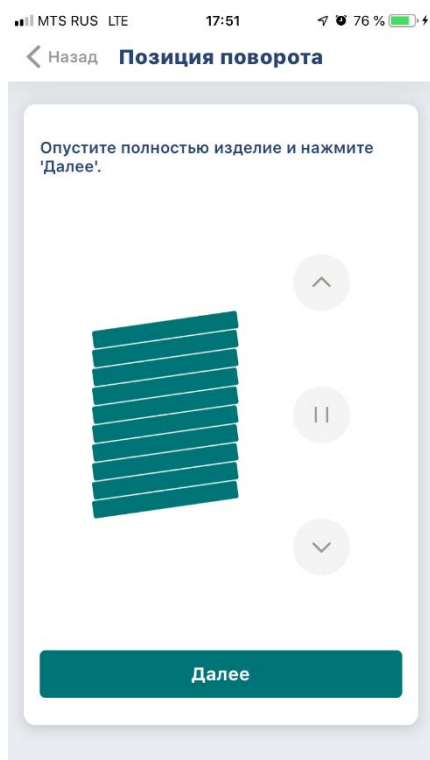 MTS RUS LTE 17:51 76 %
Назад Позиция поворота
Опустите полностью изделие и нажмите
'Далее'.
Далее